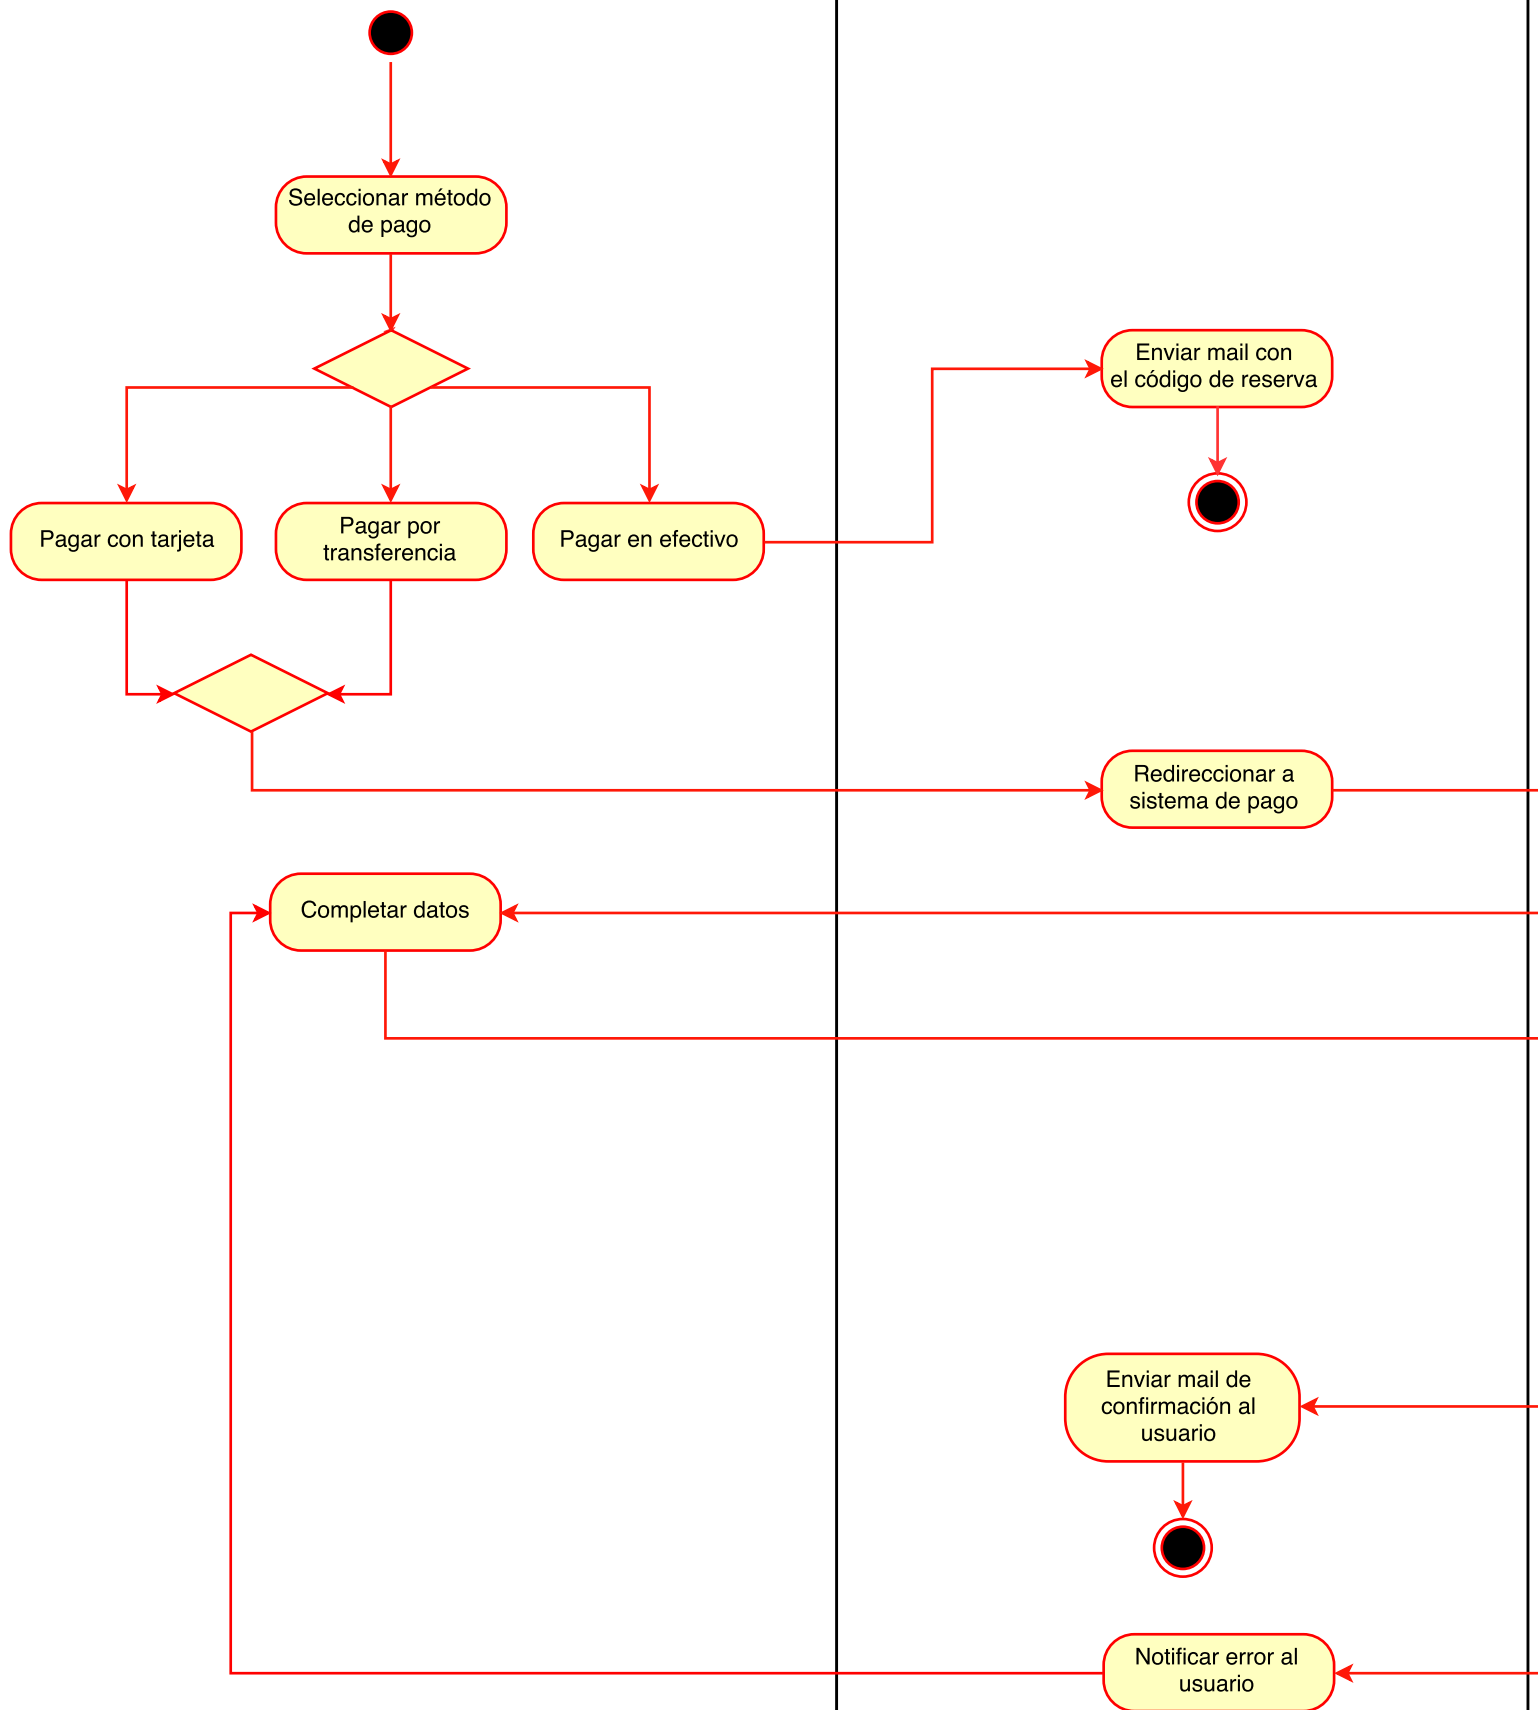 Seleccionar método
de pago
Enviar mail con
el código de reserva
Pagar con tarjeta
Pagar por
transferencia
Pagar en efectivo
Redireccionar a
sistema de pago
Completar datos
Enviar mail de
confirmación al
usuario
Notificar error al
usuario